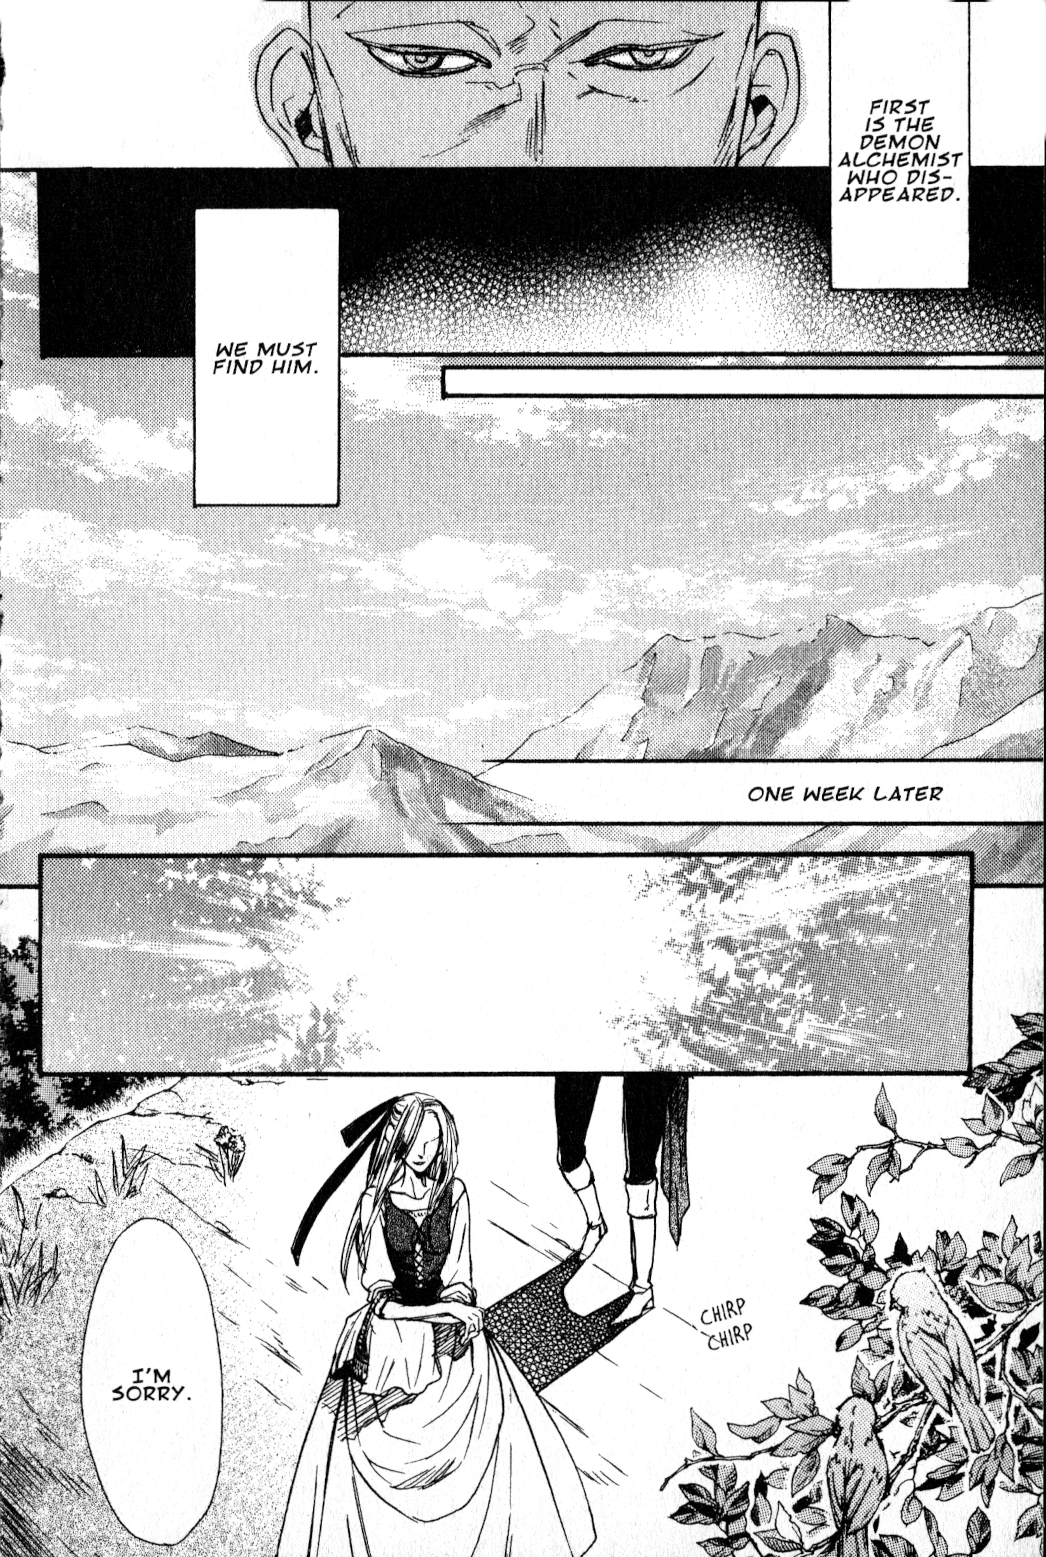 FIRST
IS THE
DEMON
ALCHEMIST
WHO DIS-
APPEARED.
WE MUST
FIND HIM.
ONE WEEK LATER
CHIRP
CHIRP
I'M
SORRY.